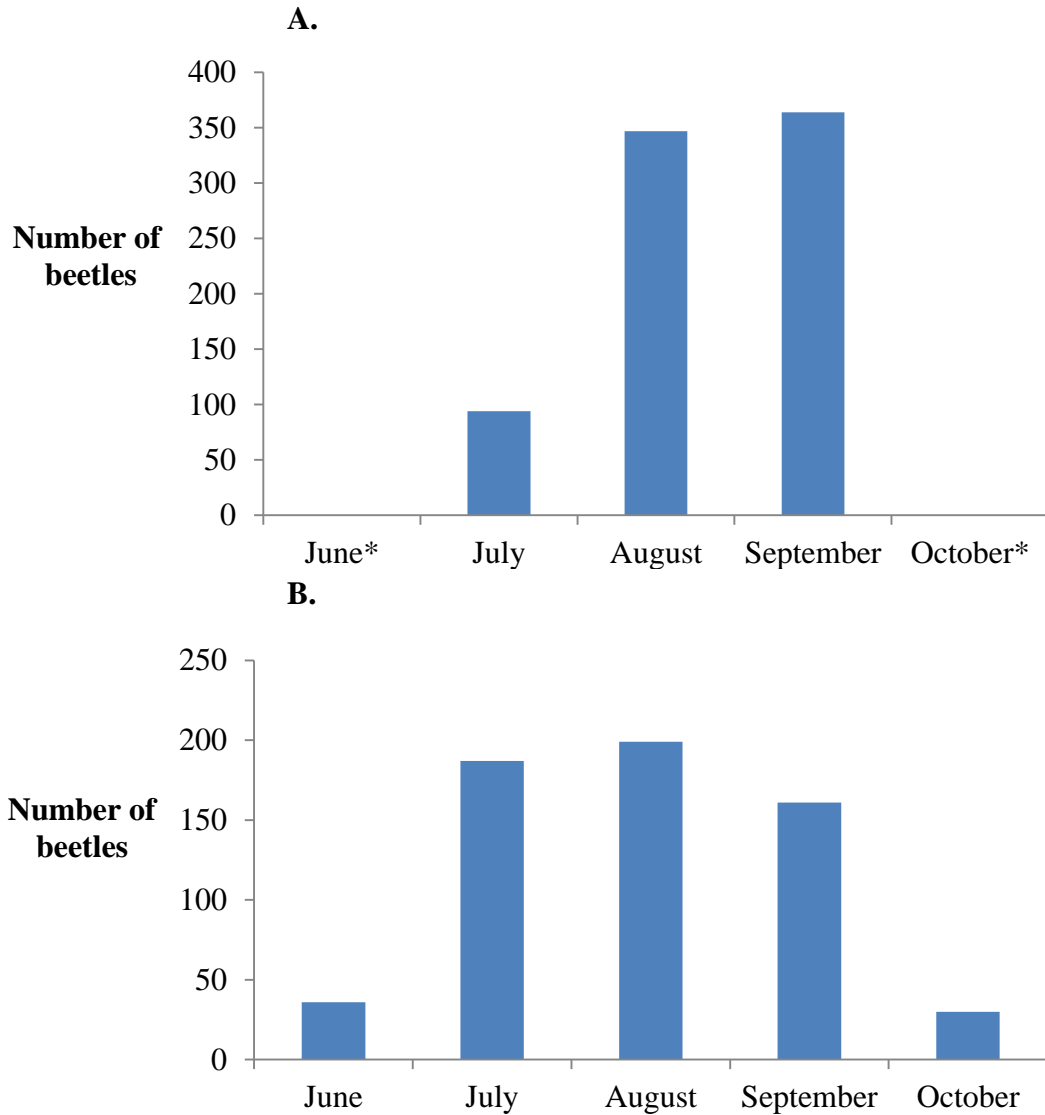 A.
400
350
300
250
200
150
100
50
0
Number of
beetles
June* July August September October*
B.
250
200
150
100
50
0
Number of
beetles
June July August September October